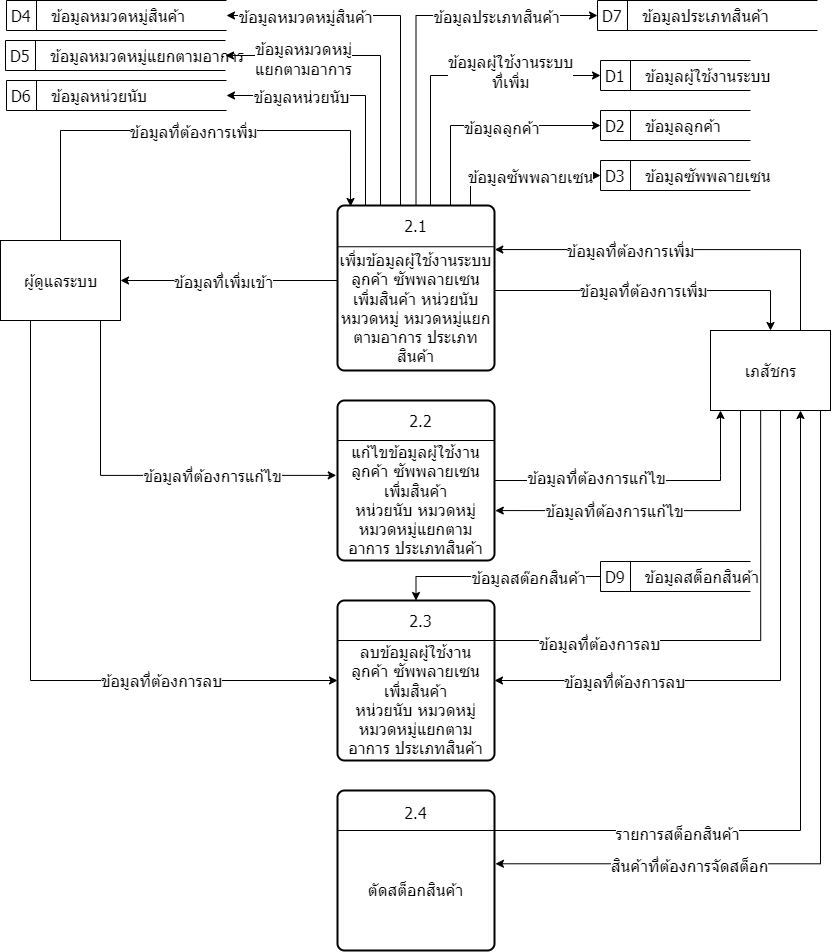 D4 ข้อมูลหมวดหมู่สินค้า
ข้อมูลหมวดหมู่สินค้า
ข้อมูลประเภทสินค้า
D7 ข้อมูลประเภทสินค้า
D5 ข้อมูลหมวดหมู่แยกตามอาการ
ข้อมูลหมวดหมู่
แยกตามอาการ
ข้อมูลผู้ใช้งานระบบ
ที่เพิ่ม
D1 ข้อมูลผู้ใช้งานระบบ
D6 ข้อมูลหน่วยนับ
ข้อมูลหน่วยนับ
ข้อมูลที่ต้องการเพิ่ม
ข้อมูลลูกค้า
D2 ข้อมูลลูกค้า
ข้อมูลซัพพลายเซน
D3 ข้อมูลซัพพลายเซน
2.1
เพิ่มข้อมูลผู้ใช้งานระบบ
ลูกค้า ซัพพลายเซน
เพิ่มสินค้า หน่วยนับ
หมวดหมู่ หมวดหมู่แยก
ตามอาการ ประเภท
สินค้า
ผู้ดูแลระบบ
ข้อมูลที่เพิ่มเข้า
ข้อมูลที่ต้องการเพิ่ม
ข้อมูลที่ต้องการเพิ่ม
เภสัชกร
2.2
แก้ไขข้อมูลผู้ใช้งาน
ลูกค้า ซัพพลายเซน
เพิ่มสินค้า
หน่วยนับ หมวดหมู่
หมวดหมู่แยกตาม
อาการ ประเภทสินค้า
ข้อมูลที่ต้องการแก้ไข
ข้อมูลที่ต้องการแก้ไข
ข้อมูลที่ต้องการแก้ไข
ข้อมูลสต๊อกสินค้า
D9 ข้อมูลสต็อกสินค้า
2.3
ลบข้อมูลผู้ใช้งาน
ลูกค้า ซัพพลายเซน
เพิ่มสินค้า
หน่วยนับ หมวดหมู่
หมวดหมู่แยกตาม
อาการ ประเภทสินค้า
ข้อมูลที่ต้องการลบ
ข้อมูลที่ต้องการลบ
ข้อมูลที่ต้องการลบ
2.4
ตัดสต็อกสินค้า
รายการสต็อกสินค้า
สินค้าที่ต้องการจัดสต็อก